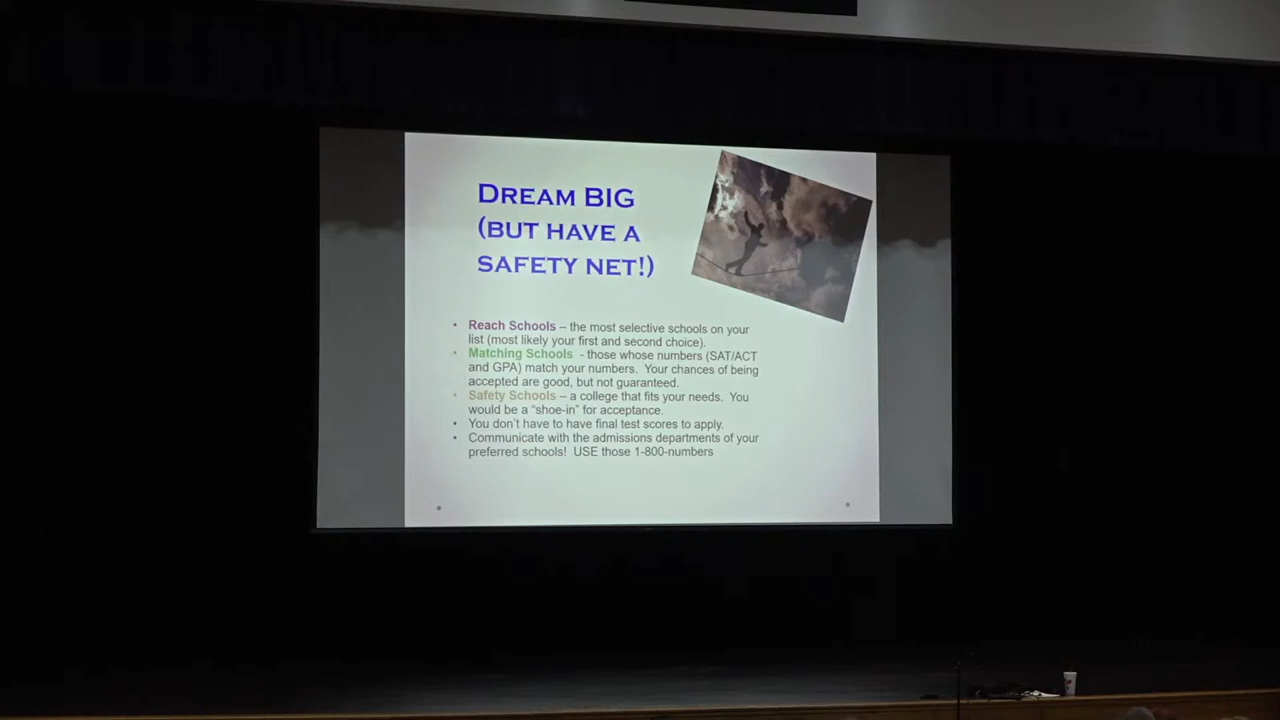 DREAM BIG
(BUT HAVE A
SAFETY NET!)
• Reach Schools – the most selective schools on your
list (most likely your first and second choice).
• Matching Schools - those whose numbers (SAT/ACT
and GPA) match your numbers. Your chances of being
accepted are good, but not guaranteed.
• Safety Schools – a college that fits your needs. You
would be a “shoe-in” for acceptance.
• You don’t have to have final test scores to apply.
• Communicate with the admissions departments of your
preferred schools! USE those 1-800-numbers